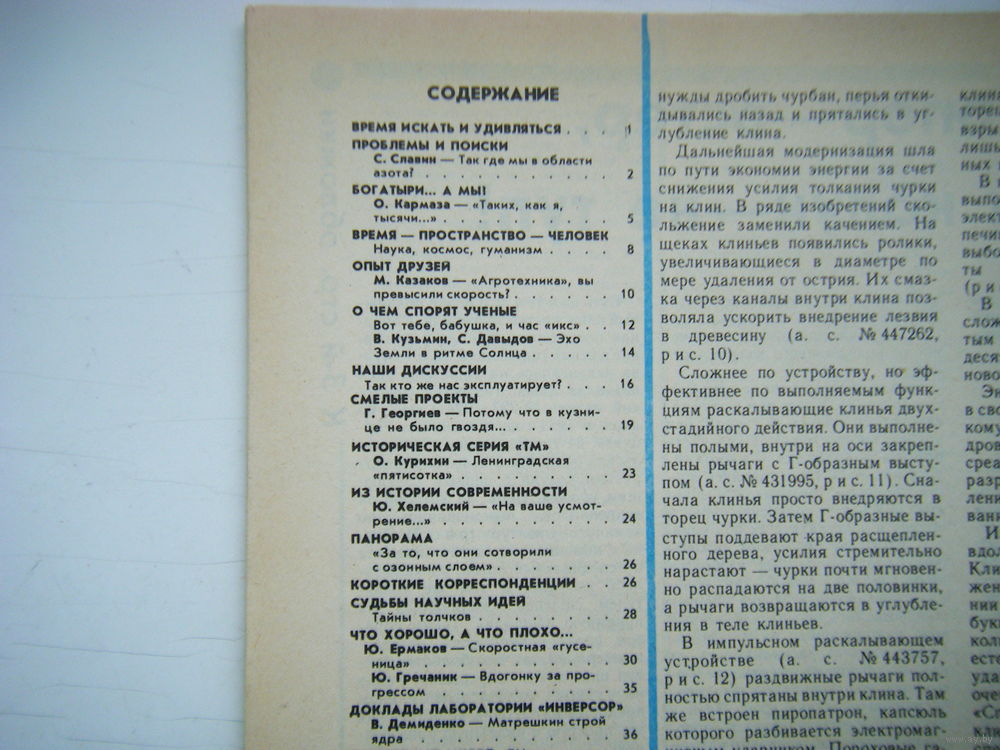 СОДЕРЖАНИЕ
ВРЕМЯ ИСКАТЬ И УДИВЛЯТЬСЯ . . . 1
ПРОБЛЕМЫ И ПОИСКИ
С. Славин — Так где мы в области
азота? . . . . . . . . . . . 2
БОГАТЫРИ... А МЫ!
О. Кармаза — «Таких, как я,
тысячи...» . . . . . . . . . . 5
ВРЕМЯ — ПРОСТРАНСТВО — ЧЕЛОВЕК
Наука, космос, гуманизм . . . . 8
ОПЫТ ДРУЗЕЙ
М. Казаков — «Агротехника», вы
превысили скорость? . . . . . . 10
О ЧЕМ СПОРЯТ УЧЕНЫЕ
Вот тебе, бабушка, и час «икс» . . 12
В. Кузьмин, С. Давыдов — Эхо
Земли в ритме Солнца . . . . . 14
НАШИ ДИСКУССИИ
Так кто же нас эксплуатирует? . . . 16
СМЕЛЫЕ ПРОЕКТЫ
Г. Георгиев — Потому что в кузни-
це не было гвоздя... . . . . . . 19
ИСТОРИЧЕСКАЯ СЕРИЯ «ТМ»
О. Курихин — Ленинградская
«пятисотка» . . . . . . . . . 23
ИЗ ИСТОРИИ СОВРЕМЕННОСТИ
Ю. Хелемский — «На ваше усмот-
рение...» . . . . . . . . . . 24
ПАНОРАМА
«За то, что они сотворили
с озонным слоем» . . . . . . . 26
КОРОТКИЕ КОРРЕСПОНДЕНЦИИ . . 26
СУДЬБЫ НАУЧНЫХ ИДЕЙ
Тайны толчков . . . . . . . . 28
ЧТО ХОРОШО, А ЧТО ПЛОХО...
Ю. Ермаков — Скоростная «гусе-
ница» . . . . . . . . . . . 30
Ю. Гречаник — Вдогонку за про-
грессом . . . . . . . . . . 35
ДОКЛАДЫ ЛАБОРАТОРИИ «ИНВЕРСОР»
В. Демиденко — Матрешкин строй
ядра . . . . . . . . . . . 36
нужды дробить чурбан, перья отки-
дывались назад и прятались в уг-
лубление клина.
Дальнейшая модернизация шла
по пути экономии энергии за счет
снижения усилия толкания чурки
на клин. В ряде изобретений ско-
льжение заменили качением. На
щеках клиньев появились ролики,
увеличивающиеся в диаметре по
мере удаления от острия. Их смаз-
ка через каналы внутри клина поз-
воляла ускорить внедрение лезвия
в древесину (а. с. № 447262,
рис. 10).
Сложнее по устройству, но эф-
фективнее по выполняемым функ-
циям раскалывающие клинья двух-
стадийного действия. Они выполне-
ны полыми, внутри на оси закреп-
лены рычаги с Г-образным высту-
пом (а. с. № 431995, рис. 11). Сна-
чала клинья просто внедряются в
торец чурки. Затем Г-образные вы-
ступы поддевают края расщеплен-
ного дерева, усилия стремительно
нарастают — чурки почти мгновен-
но распадаются на две половинки,
а рычаги возвращаются в углубле-
ния в теле клиньев.
В импульсном раскалывающем
устройстве (а. с. № 443757,
рис. 12) раздвижные рычаги пол-
ностью спрятаны внутри клина. Там
же встроен пиропатрон, капсюль
которого разбивается электромаг-
www.ay.by